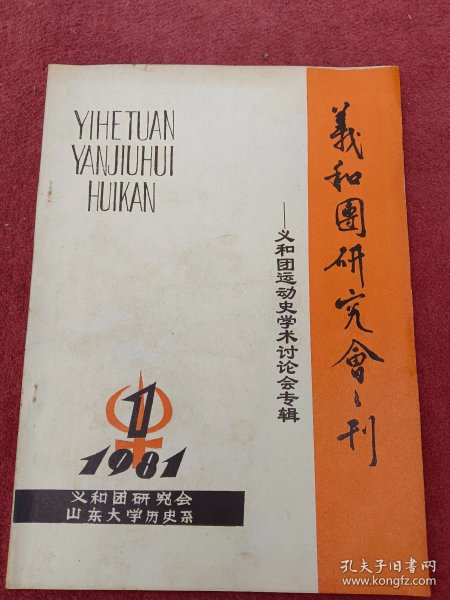 YIHETUAN
YANJIUHUI
HUIKAN
義和團研究會〻刊
——义和团运动史学术讨论会专辑
1
1981
义和团研究会
山东大学历史系
孔夫子旧书网
www.kongfz.com